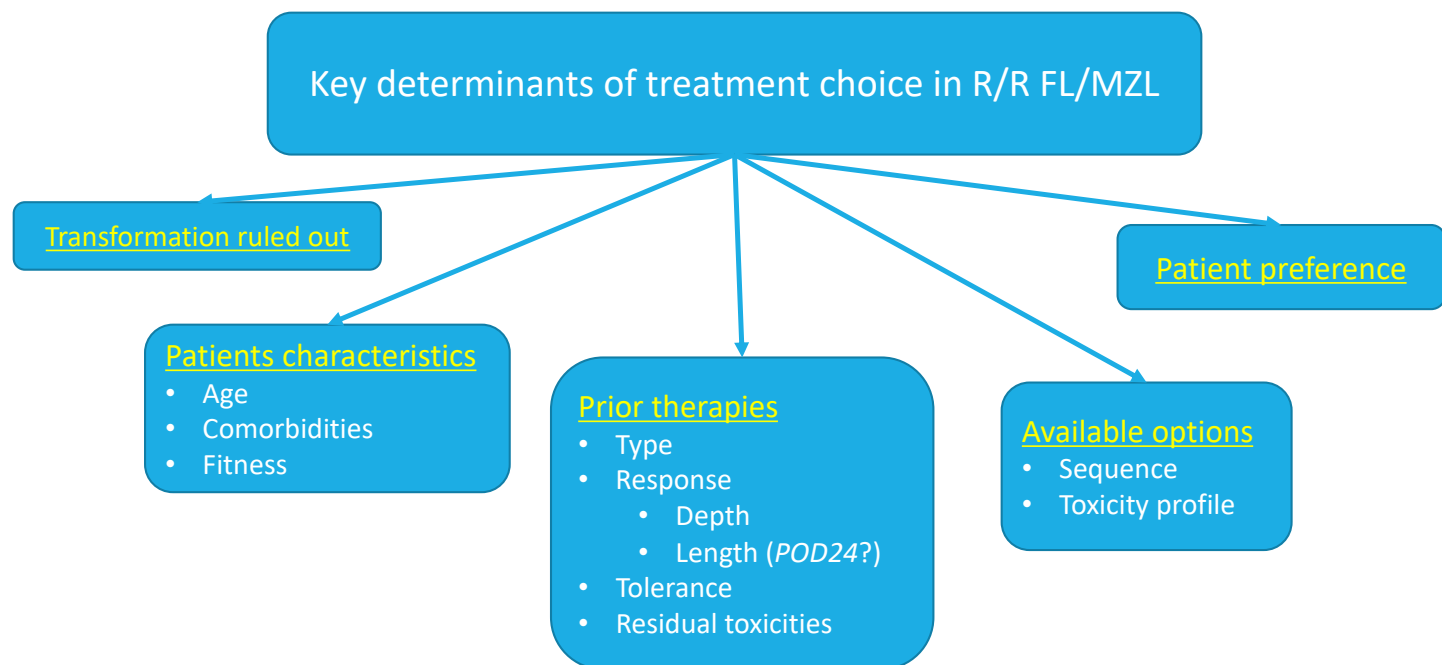 Key determinants of treatment choice in R/R FL/MZL
Transformation ruled out
Patient preference
Patients characteristics
• Age
• Comorbidities
• Fitness
Prior therapies
• Type
• Response
• Depth
• Length (POD24?)
• Tolerance
• Residual toxicities
Available options
• Sequence
• Toxicity profile